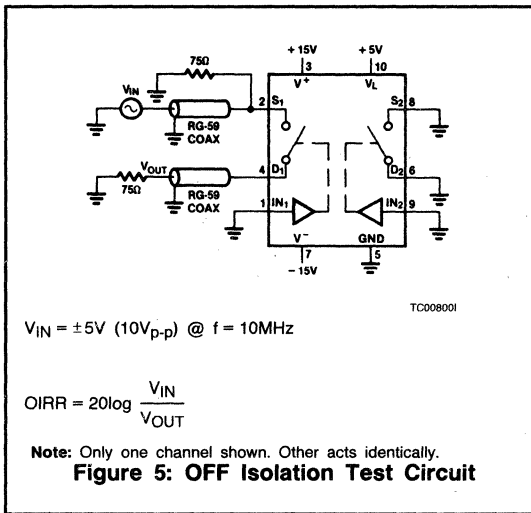 +15V +5V
75Ω 3 10
V+ VL
VIN 2 S1 S2 8
RG-59
COAX
VOUT 4 D1 D2 6
75Ω RG-59
COAX 1 IN1 IN2 9
V− GND
7 5
−15V
TC00800I
VIN = ±5V (10Vp-p) @ f = 10MHz
OIRR = 20log VIN
VOUT
Note: Only one channel shown. Other acts identically.
Figure 5: OFF Isolation Test Circuit